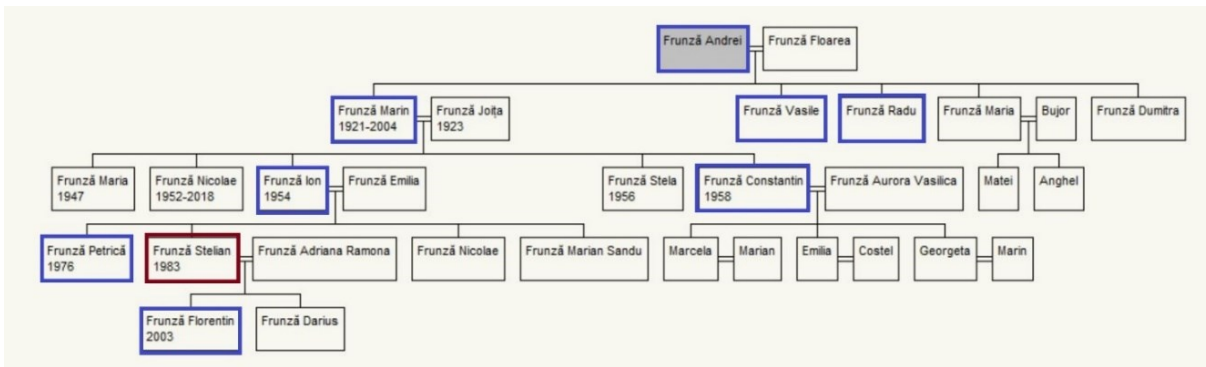 Frunză Andrei
Frunză Floarea
Frunză Marin
1921-2004
Frunză Joița
1923
Frunză Vasile
Frunză Radu
Frunză Maria
Bujor
Frunză Dumitra
Frunză Maria
1947
Frunză Nicolae
1952-2018
Frunză Ion
1954
Frunză Emilia
Frunză Stela
1956
Frunză Constantin
1958
Frunză Aurora Vasilica
Matei
Anghel
Frunză Petrică
1976
Frunză Stelian
1983
Frunză Adriana Ramona
Frunză Nicolae
Frunză Marian Sandu
Marcela
Marian
Emilia
Costel
Georgeta
Marin
Frunză Florentin
2003
Frunză Darius